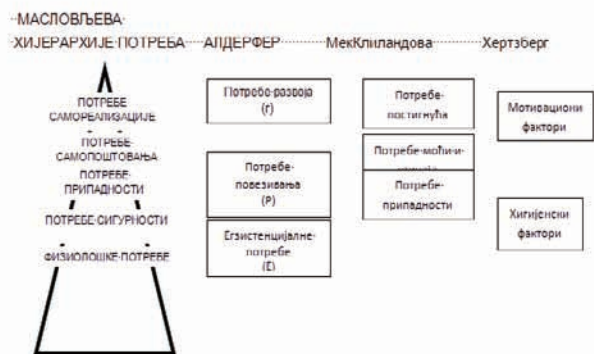 МАСЛОВЉЕВА
ХИЈЕРАРХИЈЕ ПОТРЕБА АЛДЕРФЕР МекКлиландова Хертзберг
ПОТРЕБЕ
САМОРЕАЛИЗАЦИЈЕ
ПОТРЕБЕ
САМОПОШТОВАЊА
ПОТРЕБЕ
ПРИПАДНОСТИ
ПОТРЕБЕ СИГУРНОСТИ
ФИЗИОЛОШКЕ ПОТРЕБЕ
Потребе развоја
(Г)
Потребе
повезивања
(Р)
Егзистенцијалне
потребе
(Е)
Потребе
постигнућа
Потребе моћи и
Потребе
припадности
Мотивациони
фактори
Хигијенски
фактори